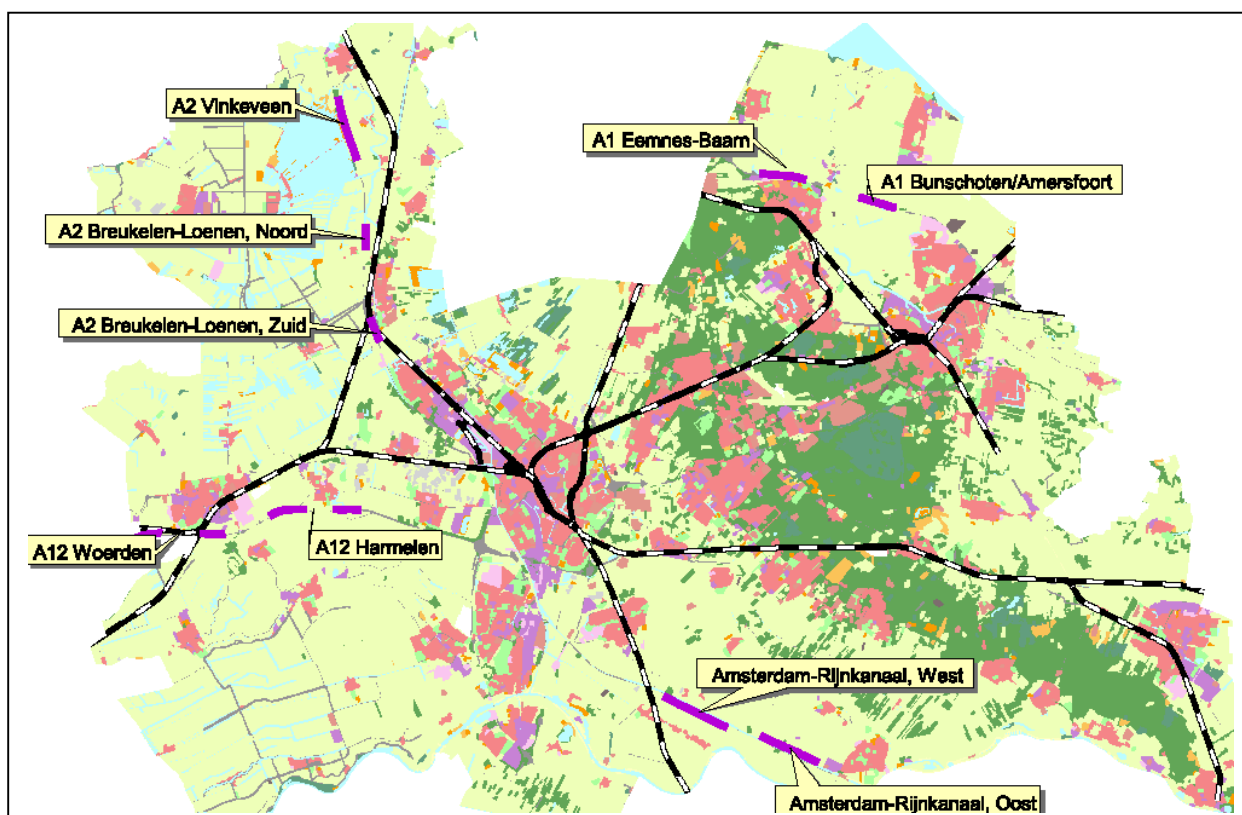 A2 Vinkeveen
A1 Eemnes-Baarn
A1 Bunschoten/Amersfoort
A2 Breukelen-Loenen, Noord
A2 Breukelen-Loenen, Zuid
A12 Woerden
A12 Harmelen
Amsterdam-Rijnkanaal, West
Amsterdam-Rijnkanaal, Oost